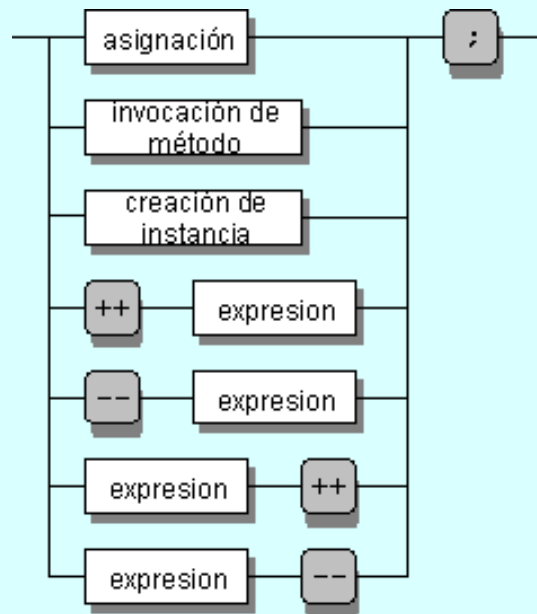 asignación ;
invocación de
método
creación de
instancia
++ expresion
-- expresion
expresion ++
expresion --